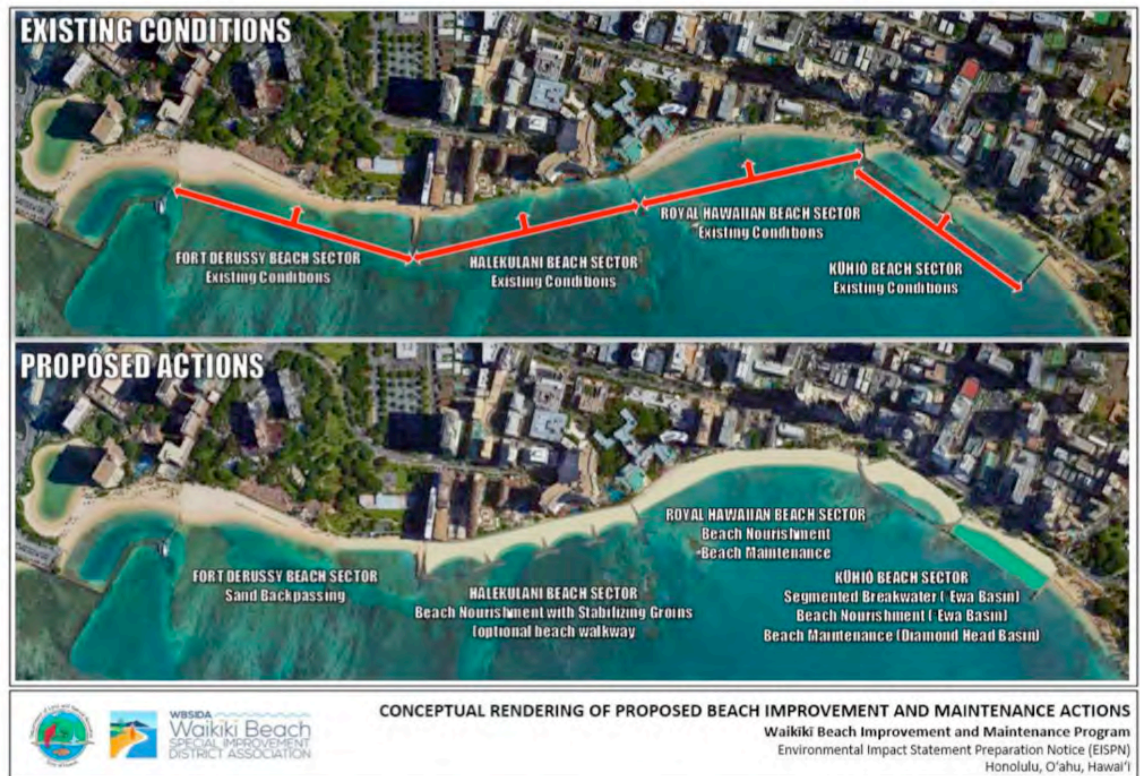 EXISTING CONDITIONS
FORT DERUSSY BEACH SECTOR
Existing Conditions
HALEKULANI BEACH SECTOR
Existing Conditions
ROYAL HAWAIIAN BEACH SECTOR
Existing Conditions
KŪHIŌ BEACH SECTOR
Existing Conditions
PROPOSED ACTIONS
FORT DERUSSY BEACH SECTOR
Sand Backpassing
HALEKULANI BEACH SECTOR
Beach Nourishment with Stabilizing Groins
(optional beach walkway
ROYAL HAWAIIAN BEACH SECTOR
Beach Nourishment
Beach Maintenance
KŪHIŌ BEACH SECTOR
Segmented Breakwater (ʻEwa Basin)
Beach Nourishment (ʻEwa Basin)
Beach Maintenance (Diamond Head Basin)
WBSIDA
Waikiki Beach
SPECIAL IMPROVEMENT
DISTRICT ASSOCIATION
CONCEPTUAL RENDERING OF PROPOSED BEACH IMPROVEMENT AND MAINTENANCE ACTIONS
Waikīkī Beach Improvement and Maintenance Program
Environmental Impact Statement Preparation Notice (EISPN)
Honolulu, Oʻahu, Hawaiʻi